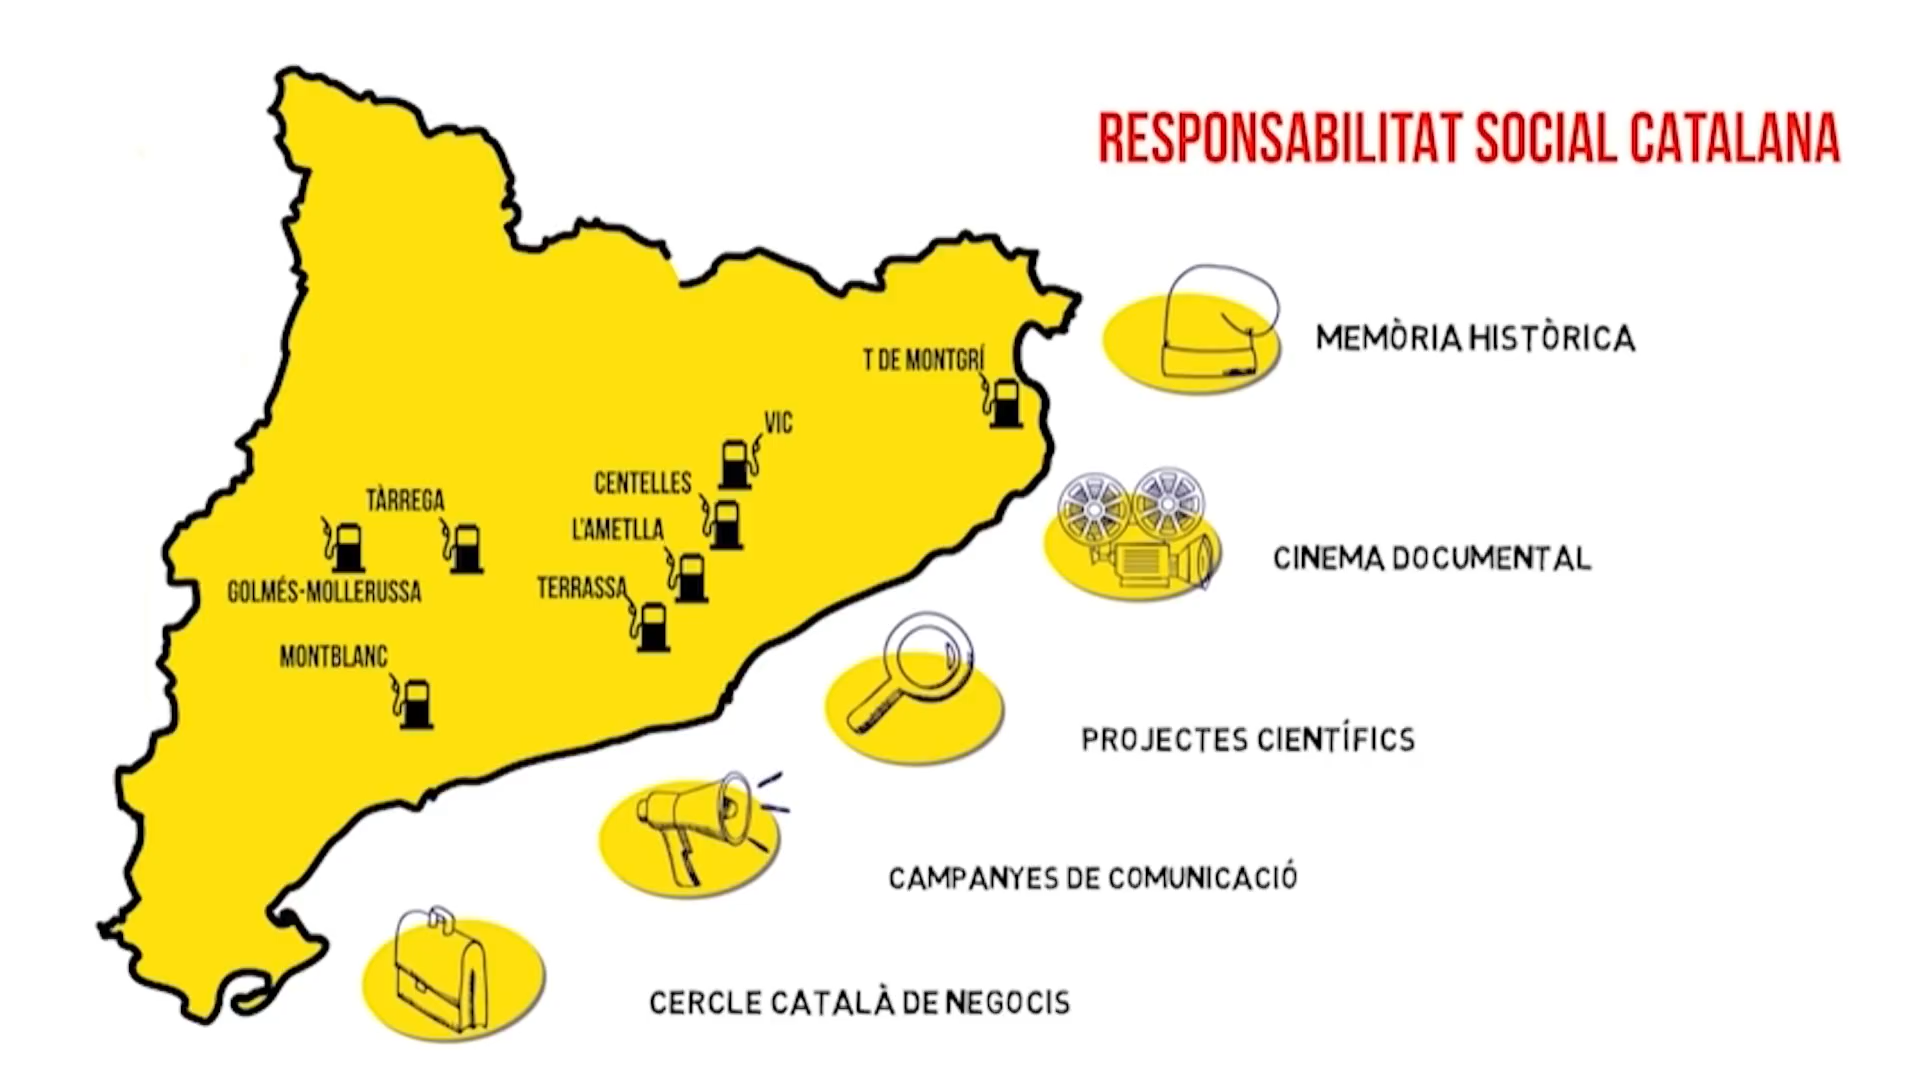 RESPONSABILITAT SOCIAL CATALANA
MEMÒRIA HISTÒRICA
T DE MONTGRÍ
VIC
CENTELLES
TÀRREGA
L'AMETLLA
CINEMA DOCUMENTAL
GOLMÉS-MOLLERUSSA
TERRASSA
MONTBLANC
PROJECTES CIENTÍFICS
CAMPANYES DE COMUNICACIÓ
CERCLE CATALÀ DE NEGOCIS